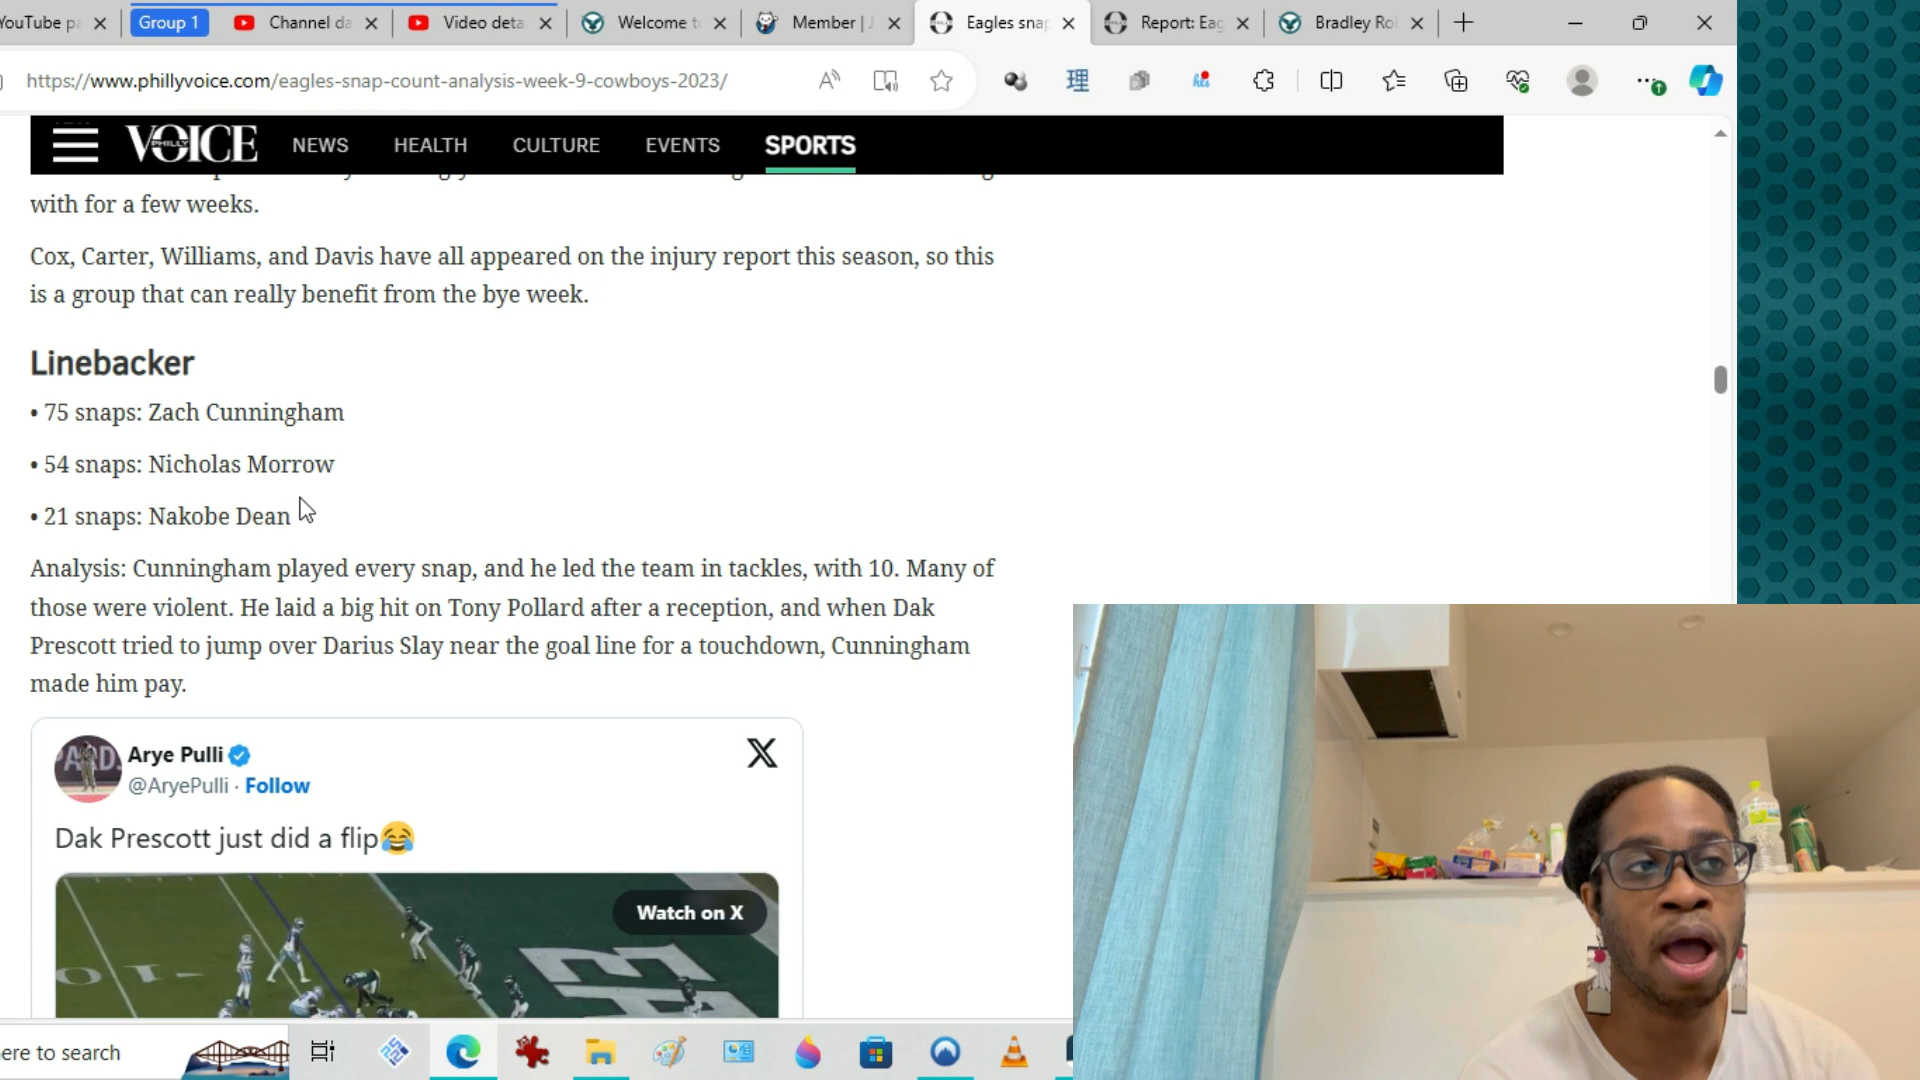 YouTube p
Group 1
Channel da
Video deta
Welcome t
Member | J
Eagles sna
Report: Eag
Bradley Ro
https://www.phillyvoice.com/eagles-snap-count-analysis-week-9-cowboys-2023/
PHILLY VOICE
NEWS
HEALTH
CULTURE
EVENTS
SPORTS
with for a few weeks.
Cox, Carter, Williams, and Davis have all appeared on the injury report this season, so this
is a group that can really benefit from the bye week.
Linebacker
• 75 snaps: Zach Cunningham
• 54 snaps: Nicholas Morrow
• 21 snaps: Nakobe Dean
Analysis: Cunningham played every snap, and he led the team in tackles, with 10. Many of
those were violent. He laid a big hit on Tony Pollard after a reception, and when Dak
Prescott tried to jump over Darius Slay near the goal line for a touchdown, Cunningham
made him pay.
Arye Pulli
@AryePulli · Follow
Dak Prescott just did a flip😂
Watch on X
ere to search